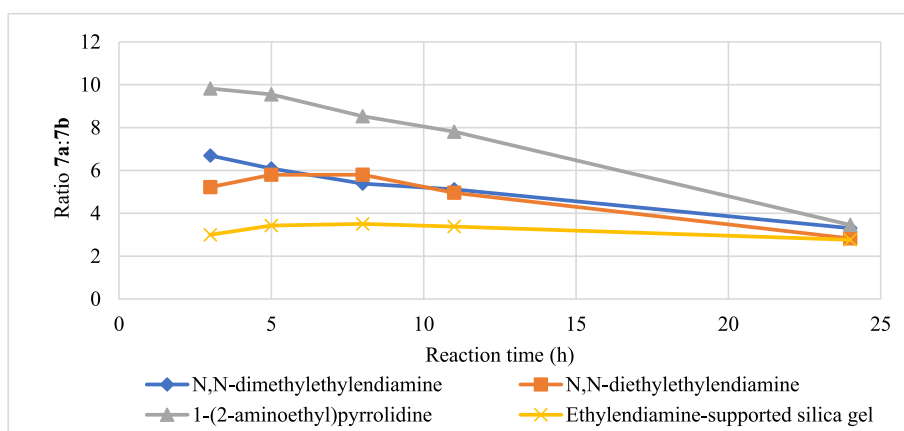 12
10
8
6
4
2
0
Ratio 7a:7b
0 5 10 15 20 25
Reaction time (h)
N,N-dimethylethylendiamine N,N-diethylethylendiamine
1-(2-aminoethyl)pyrrolidine Ethylendiamine-supported silica gel